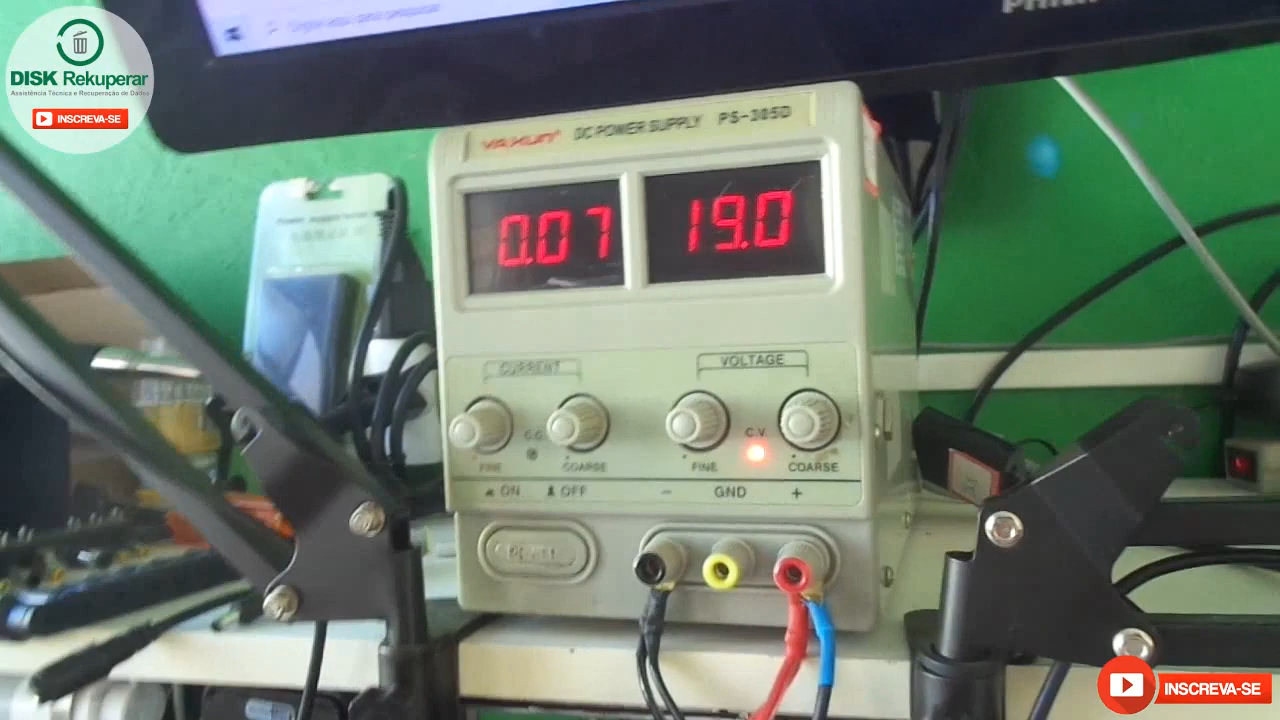 DISK Rekuperar
Assistência Técnica e Recuperação de Dados
INSCREVA-SE
YAXUN DC POWER SUPPLY PS-305D
0.07 19.0
CURRENT VOLTAGE
C.C. C.V.
FINE COARSE FINE COARSE
ON OFF - GND +
INSCREVA-SE